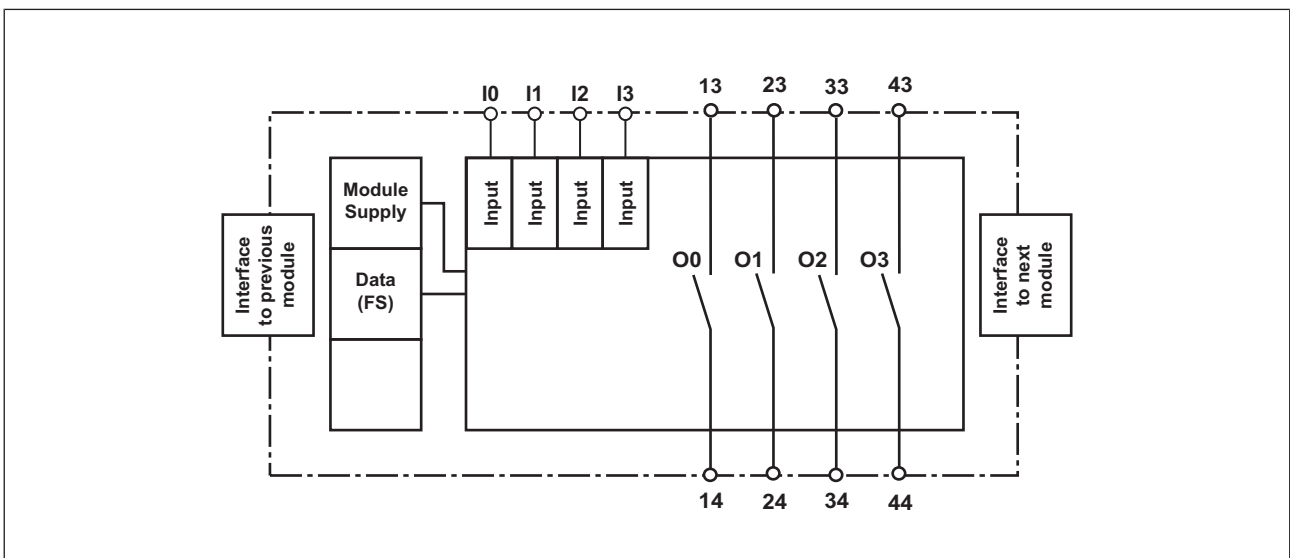 I0 I1 I2 I3 13 23 33 43
Module
Supply
Input Input Input Input
Interface
to previous
module
Data
(FS)
O0 O1 O2 O3
Interface
to next
module
14 24 34 44